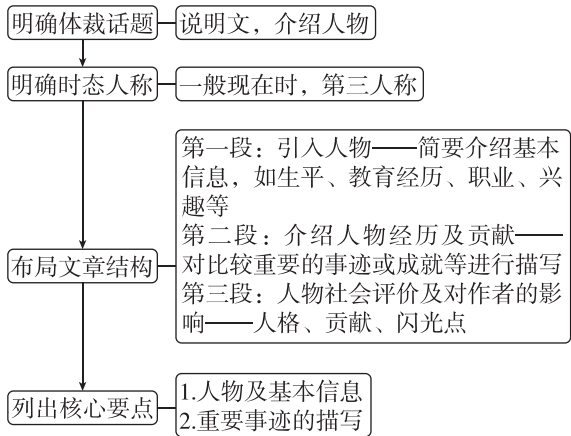 明确体裁话题
说明文，介绍人物
明确时态人称
一般现在时，第三人称
布局文章结构
第一段：引入人物——简要介绍基本
信息，如生平、教育经历、职业、兴
趣等
第二段：介绍人物经历及贡献——
对比较重要的事迹或成就等进行描写
第三段：人物社会评价及对作者的影
响——人格、贡献、闪光点
列出核心要点
1.人物及基本信息
2.重要事迹的描写